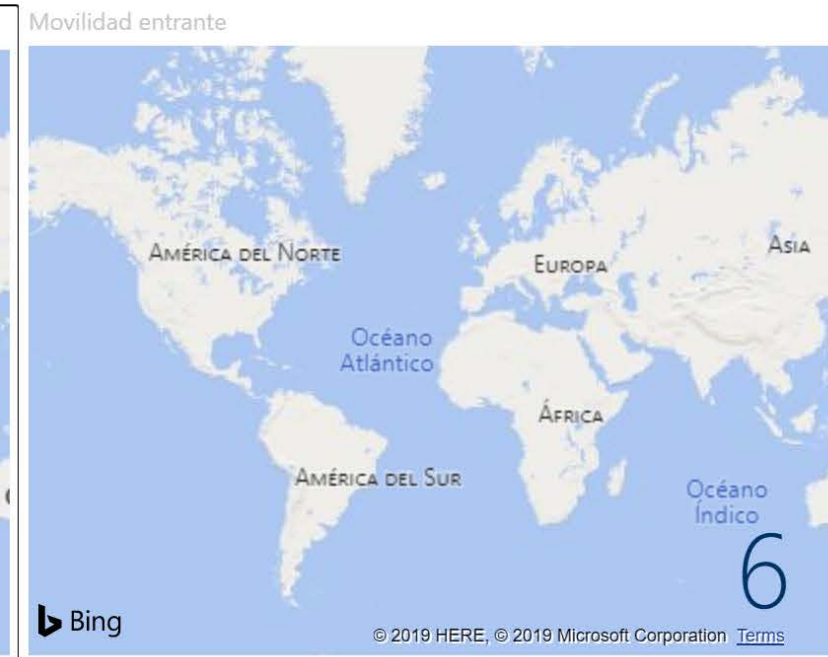 Movilidad entrante
AMÉRICA DEL NORTE
EUROPA
ASIA
Océano
Atlántico
ÁFRICA
AMÉRICA DEL SUR
Océano
Índico
6
Bing
© 2019 HERE, © 2019 Microsoft Corporation Terms